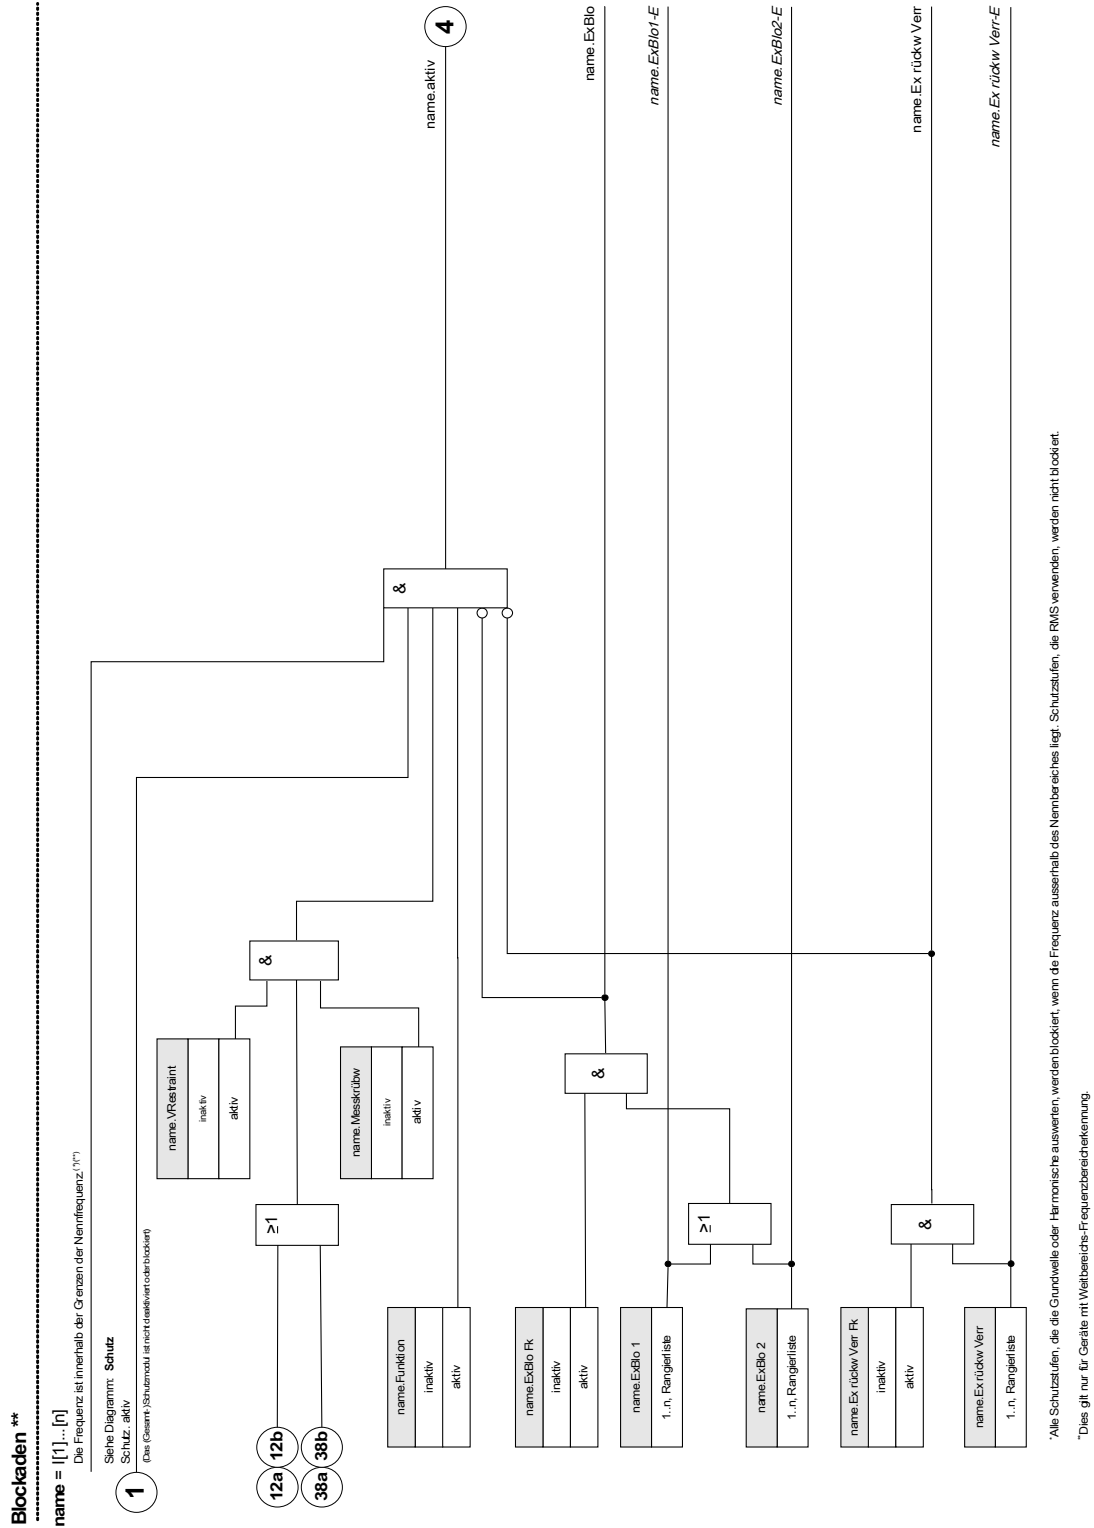 Blockaden **
name = I[1]...[n]
Die Frequenz ist innerhalb der Grenzen der Nennfrequenz.(*)(**)
Siehe Diagramm: Schutz
Schutz. aktiv
1
(Das (Gesamt-)Schutzmodul ist nicht deaktiviert oder blockiert)
12a
12b
38a
38b
≥1
name.VRestraint
inaktiv
aktiv
name.Messkrübw
inaktiv
aktiv
&
name.Funktion
inaktiv
aktiv
&
name.aktiv
4
name.ExBlo Fk
inaktiv
aktiv
&
name.ExBlo
name.ExBlo 1
1..n, Rangierliste
name.ExBlo1-E
≥1
name.ExBlo 2
1..n, Rangierliste
name.ExBlo2-E
name.Ex rückw Verr Fk
inaktiv
aktiv
&
name.Ex rückw Verr
name.Ex rückw Verr
1..n, Rangierliste
name.Ex rückw Verr-E
*Alle Schutzstufen, die die Grundwelle oder Harmonische auswerten, werden blockiert, wenn die Frequenz ausserhalb des Nennbereiches liegt. Schutzstufen, die RMS verwenden, werden nicht blockiert.
**Dies gilt nur für Geräte mit Weitbereichs-Frequenzbereicherkennung.